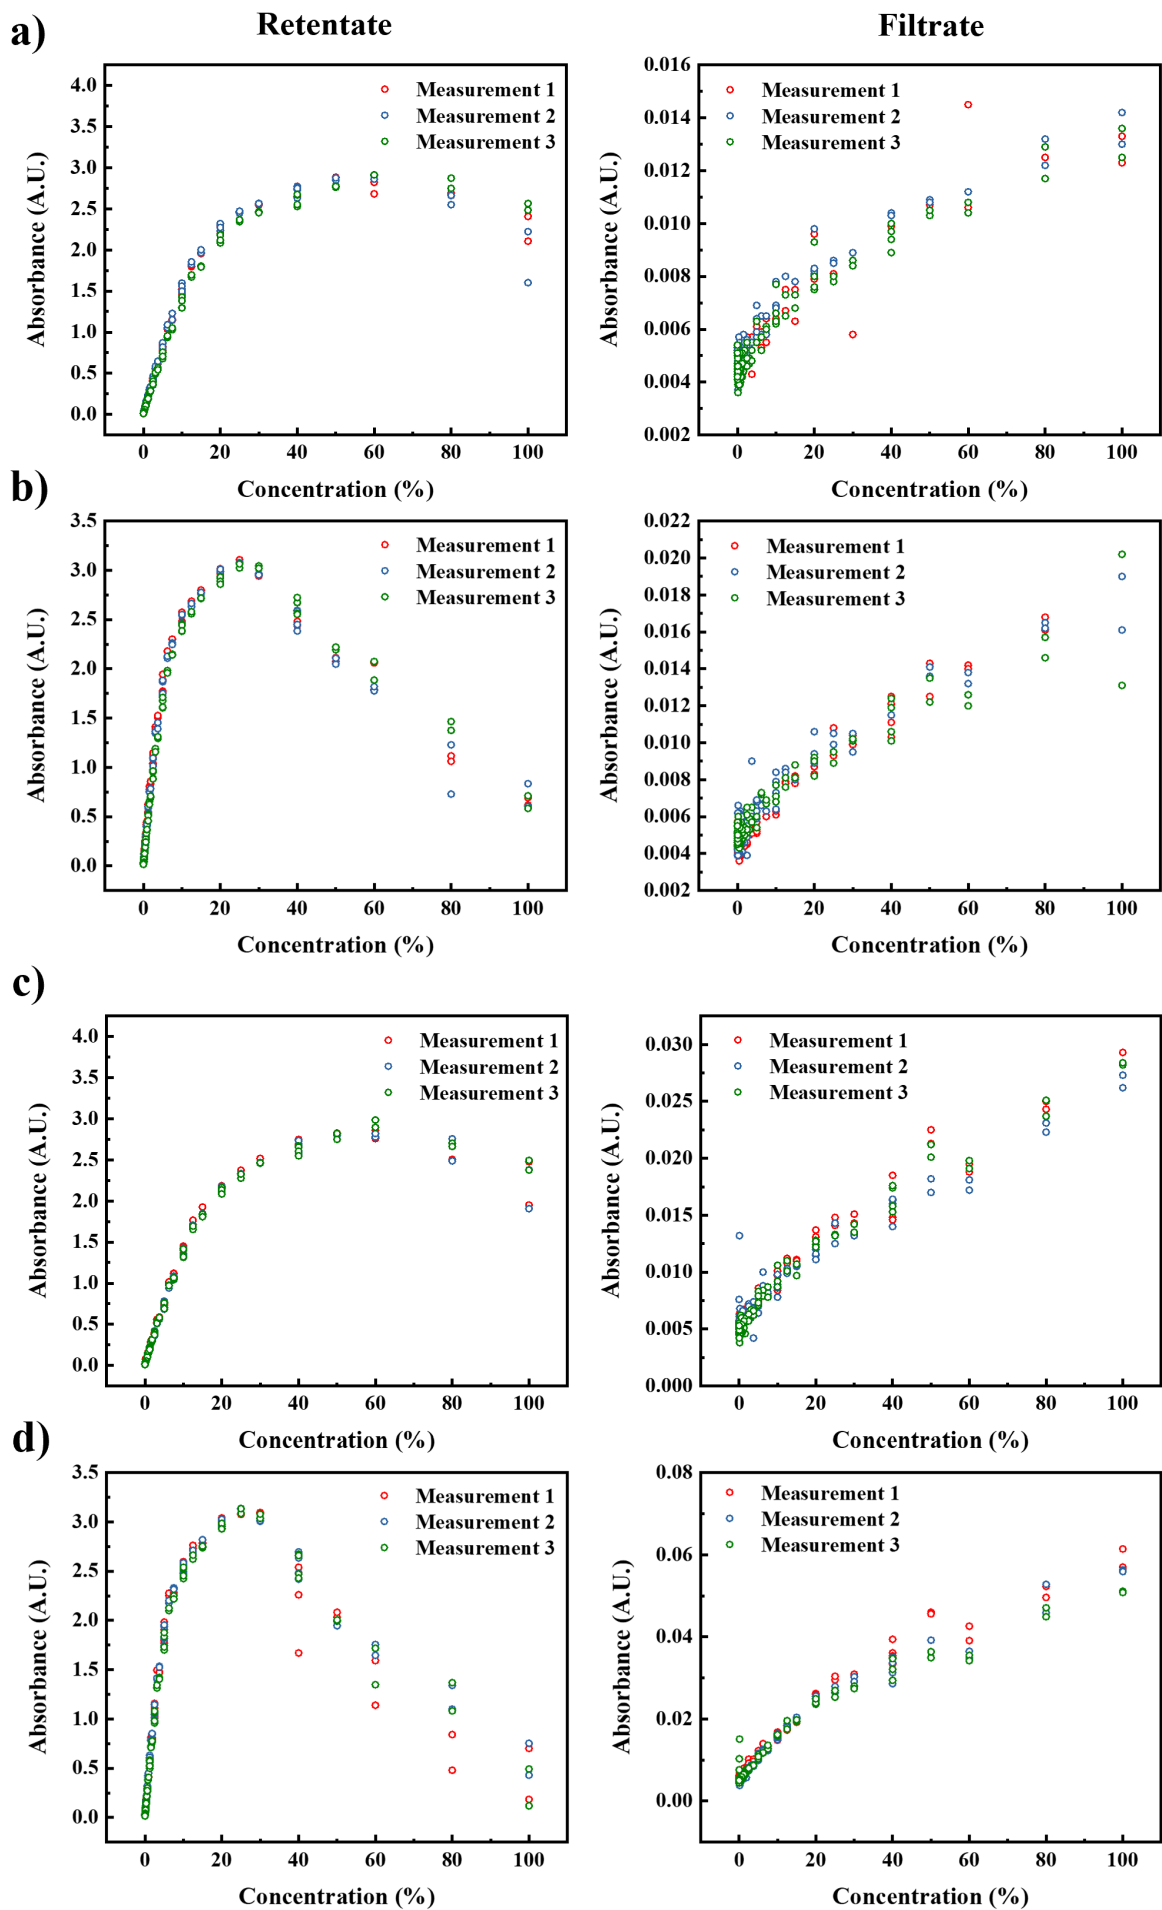 a)
Retentate
Filtrate
Absorbance (A.U.)
4.0
3.5
3.0
2.5
2.0
1.5
1.0
0.5
0.0
Measurement 1
Measurement 2
Measurement 3
0 20 40 60 80 100
Concentration (%)
Absorbance (A.U.)
0.016
0.014
0.012
0.010
0.008
0.006
0.004
0.002
Measurement 1
Measurement 2
Measurement 3
0 20 40 60 80 100
Concentration (%)
b)
Absorbance (A.U.)
3.5
3.0
2.5
2.0
1.5
1.0
0.5
0.0
Measurement 1
Measurement 2
Measurement 3
0 20 40 60 80 100
Concentration (%)
Absorbance (A.U.)
0.022
0.020
0.018
0.016
0.014
0.012
0.010
0.008
0.006
0.004
0.002
Measurement 1
Measurement 2
Measurement 3
0 20 40 60 80 100
Concentration (%)
c)
Absorbance (A.U.)
4.0
3.5
3.0
2.5
2.0
1.5
1.0
0.5
0.0
Measurement 1
Measurement 2
Measurement 3
0 20 40 60 80 100
Concentration (%)
Absorbance (A.U.)
0.030
0.025
0.020
0.015
0.010
0.005
0.000
Measurement 1
Measurement 2
Measurement 3
0 20 40 60 80 100
Concentration (%)
d)
Absorbance (A.U.)
3.5
3.0
2.5
2.0
1.5
1.0
0.5
0.0
Measurement 1
Measurement 2
Measurement 3
0 20 40 60 80 100
Concentration (%)
Absorbance (A.U.)
0.08
0.06
0.04
0.02
0.00
Measurement 1
Measurement 2
Measurement 3
0 20 40 60 80 100
Concentration (%)